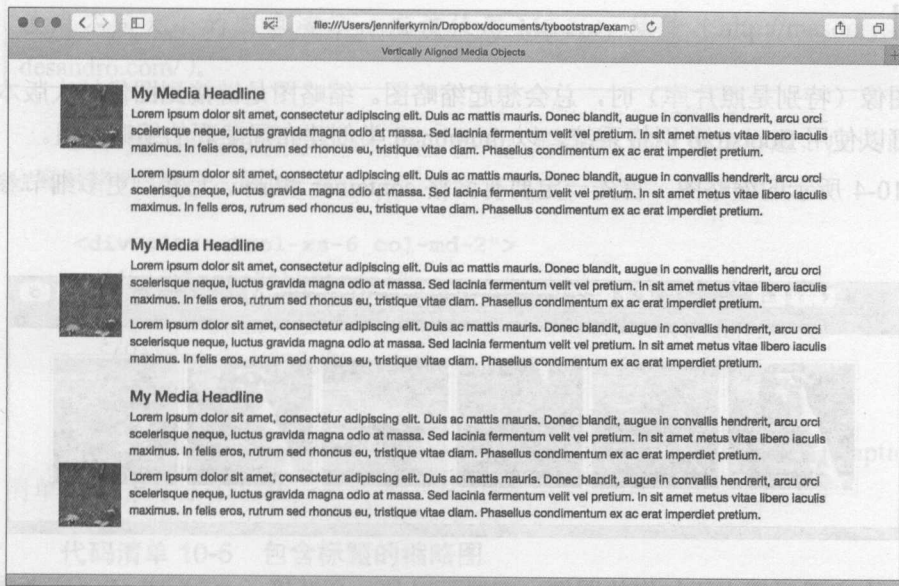 file:///Users/jenniferkymin/Dropbox/documents/tybootstrap/examp
Vertically Aligned Media Objects
desandro.com/ ).
My Media Headline
Lorem ipsum dolor sit amet, consectetur adipiscing elit. Duis ac mattis mauris. Donec blandit, augue in convallis hendrerit, arcu orci
scelerisque neque, luctus gravida magna odio at massa. Sed lacinia fermentum velit vel pretium. In sit amet metus vitae libero iaculis
maximus. In felis eros, rutrum sed rhoncus eu, tristique vitae diam. Phasellus condimentum ex ac erat imperdiet pretium.
Lorem ipsum dolor sit amet, consectetur adipiscing elit. Duis ac mattis mauris. Donec blandit, augue in convallis hendrerit, arcu orci
scelerisque neque, luctus gravida magna odio at massa. Sed lacinia fermentum velit vel pretium. In sit amet metus vitae libero iaculis
maximus. In felis eros, rutrum sed rhoncus eu, tristique vitae diam. Phasellus condimentum ex ac erat imperdiet pretium.
My Media Headline
Lorem ipsum dolor sit amet, consectetur adipiscing elit. Duis ac mattis mauris. Donec blandit, augue in convallis hendrerit, arcu orci
scelerisque neque, luctus gravida magna odio at massa. Sed lacinia fermentum velit vel pretium. In sit amet metus vitae libero iaculis
maximus. In felis eros, rutrum sed rhoncus eu, tristique vitae diam. Phasellus condimentum ex ac erat imperdiet pretium.
Lorem ipsum dolor sit amet, consectetur adipiscing elit. Duis ac mattis mauris. Donec blandit, augue in convallis hendrerit, arcu orci
scelerisque neque, luctus gravida magna odio at massa. Sed lacinia fermentum velit vel pretium. In sit amet metus vitae libero iaculis
maximus. In felis eros, rutrum sed rhoncus eu, tristique vitae diam. Phasellus condimentum ex ac erat imperdiet pretium.
My Media Headline
Lorem ipsum dolor sit amet, consectetur adipiscing elit. Duis ac mattis mauris. Donec blandit, augue in convallis hendrerit, arcu orci
scelerisque neque, luctus gravida magna odio at massa. Sed lacinia fermentum velit vel pretium. In sit amet metus vitae libero iaculis
maximus. In felis eros, rutrum sed rhoncus eu, tristique vitae diam. Phasellus condimentum ex ac erat imperdiet pretium.
Lorem ipsum dolor sit amet, consectetur adipiscing elit. Duis ac mattis mauris. Donec blandit, augue in convallis hendrerit, arcu orci
scelerisque neque, luctus gravida magna odio at massa. Sed lacinia fermentum velit vel pretium. In sit amet metus vitae libero iaculis
maximus. In felis eros, rutrum sed rhoncus eu, tristique vitae diam. Phasellus condimentum ex ac erat imperdiet pretium.
代码清单 10-6 包含标签的缩略图